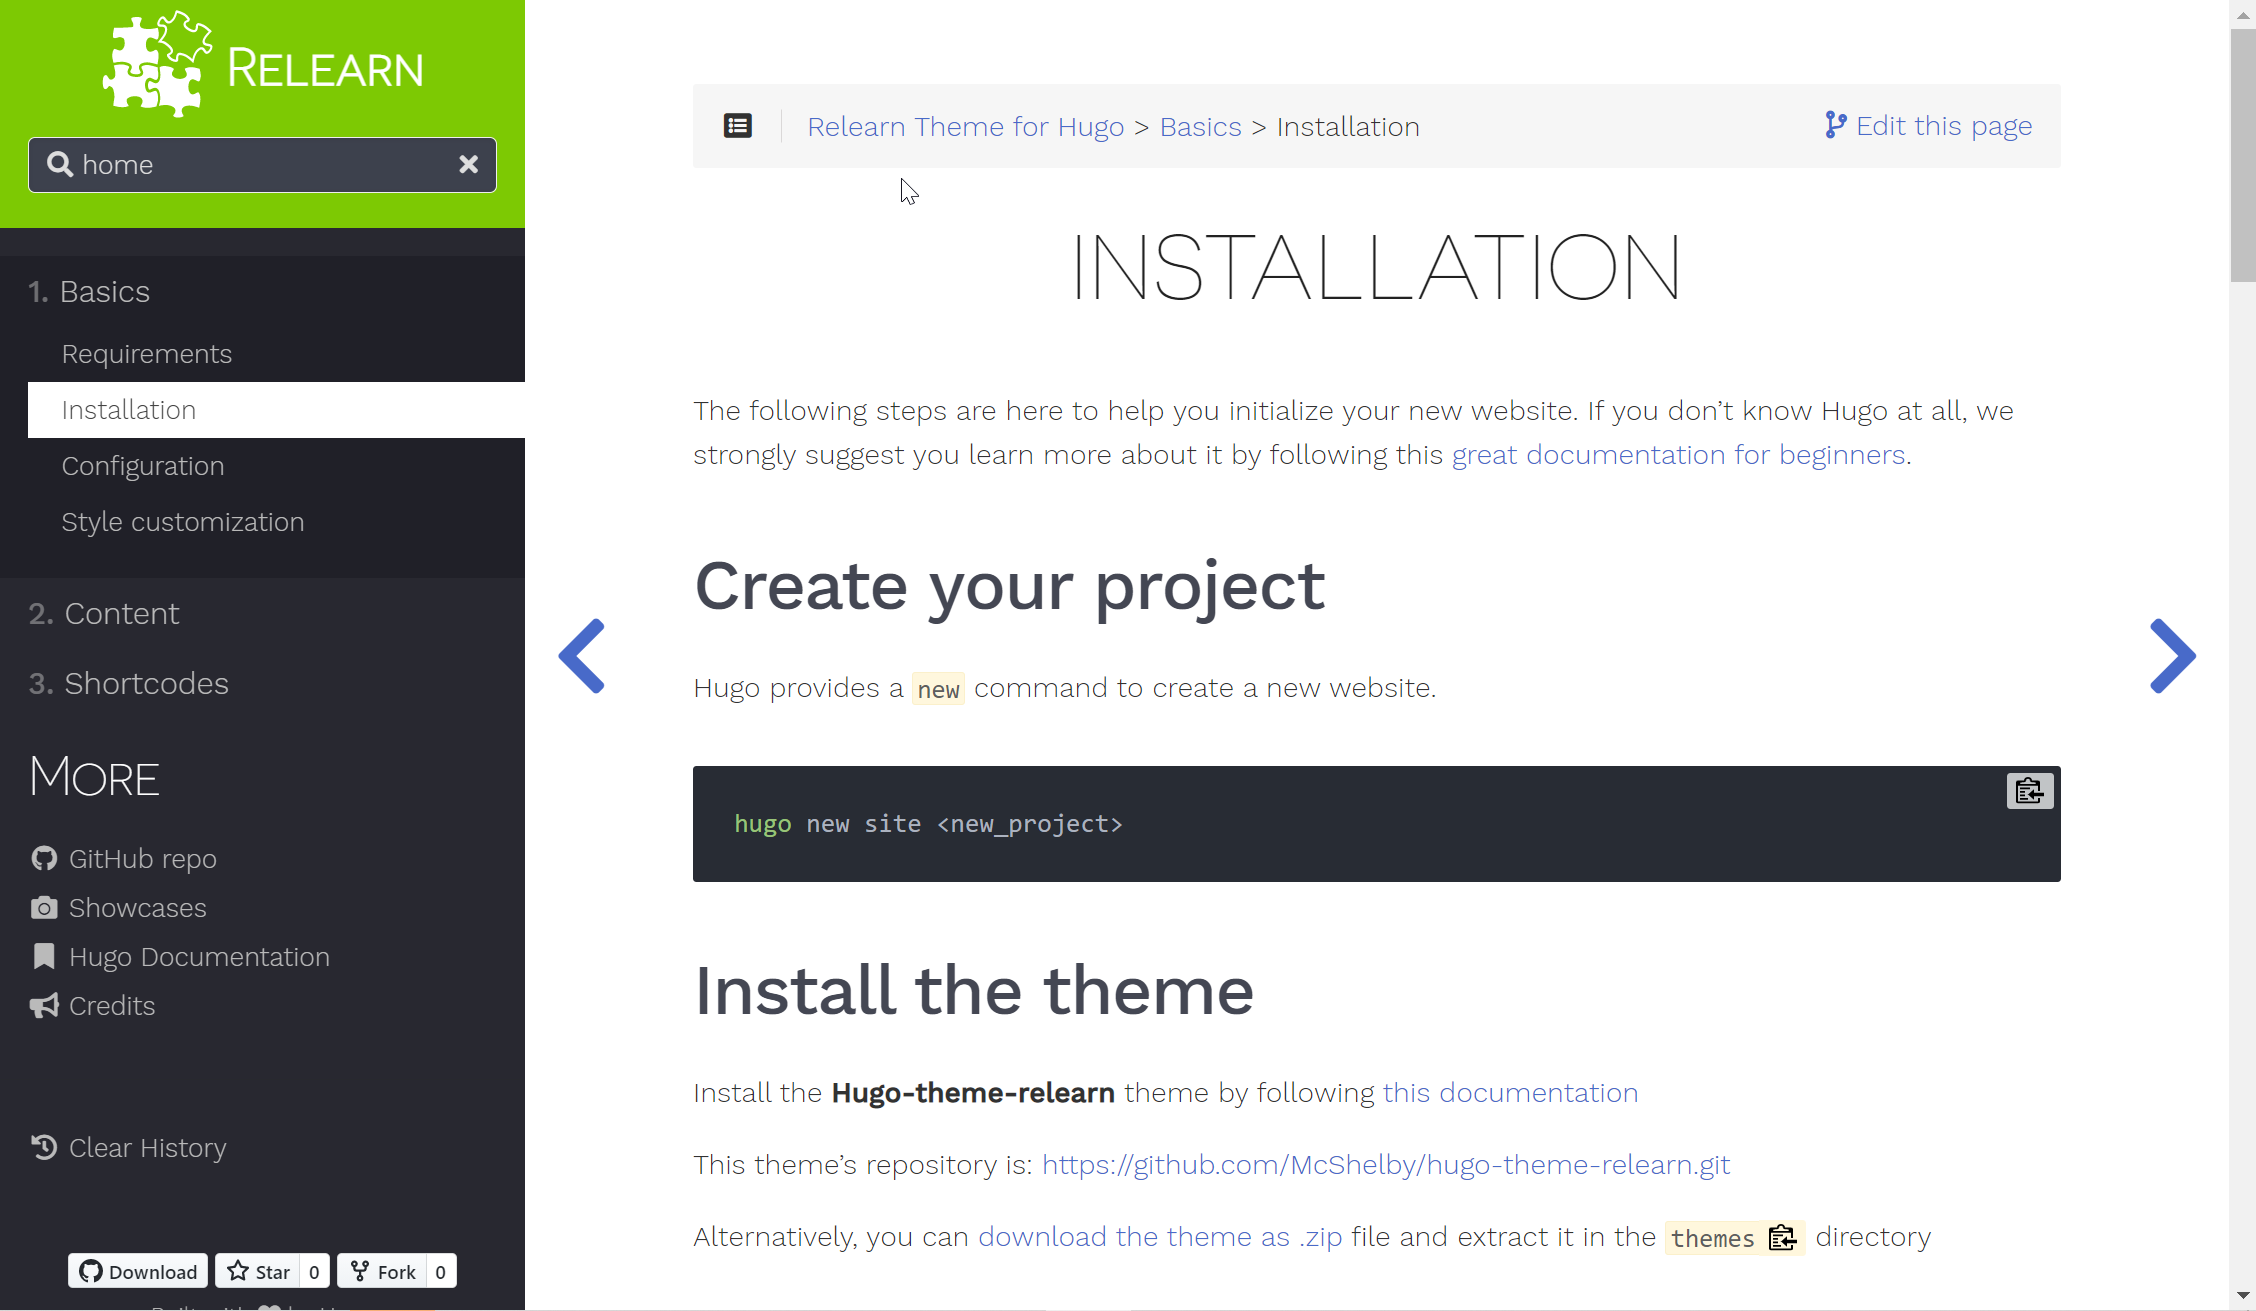 RELEARN
home
1. Basics
Requirements
Installation
Configuration
Style customization
2. Content
3. Shortcodes
MORE
GitHub repo
Showcases
Hugo Documentation
Credits
Clear History
Download
Star 0
Fork 0
Relearn Theme for Hugo > Basics > Installation
Edit this page
INSTALLATION
The following steps are here to help you initialize your new website. If you don’t know Hugo at all, we
strongly suggest you learn more about it by following this great documentation for beginners.
Create your project
Hugo provides a new command to create a new website.
hugo new site <new_project>
Install the theme
Install the Hugo-theme-relearn theme by following this documentation
This theme’s repository is: https://github.com/McShelby/hugo-theme-relearn.git
Alternatively, you can download the theme as .zip file and extract it in the themes directory